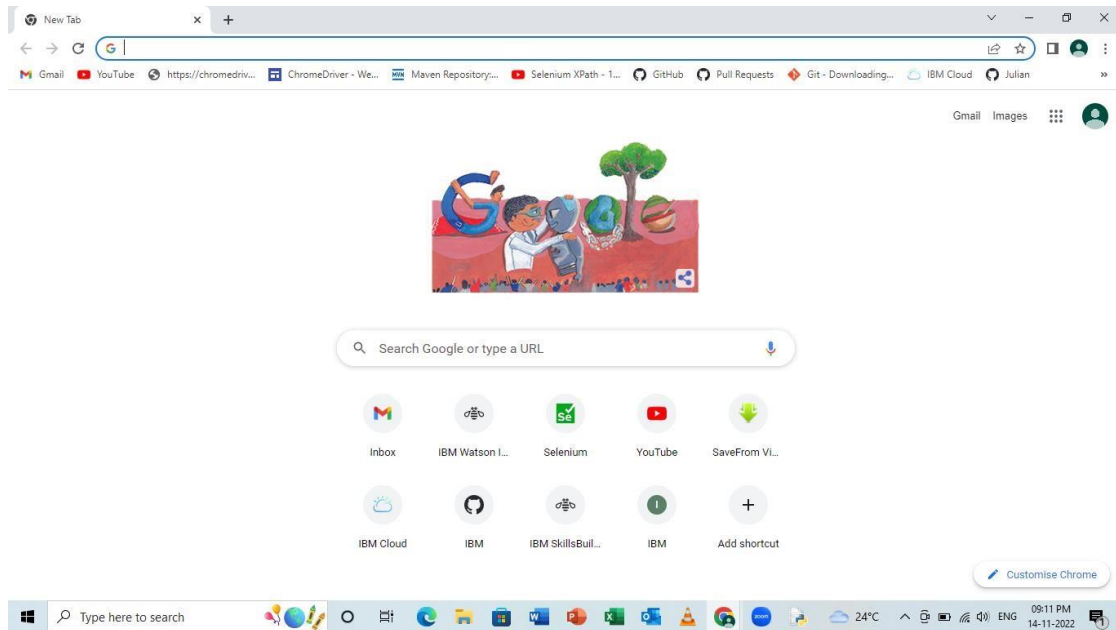 New Tab
Gmail YouTube https://chromedriv... ChromeDriver - We... MVN Maven Repository:... Selenium XPath - 1... GitHub Pull Requests Git - Downloading... IBM Cloud Julian »
Gmail Images
Search Google or type a URL
Se
Inbox IBM Watson I... Selenium YouTube SaveFrom Vi...
I
IBM Cloud IBM IBM SkillsBuil... IBM Add shortcut
Customise Chrome
Type here to search zoom 24°C ENG 09:11 PM
14-11-2022